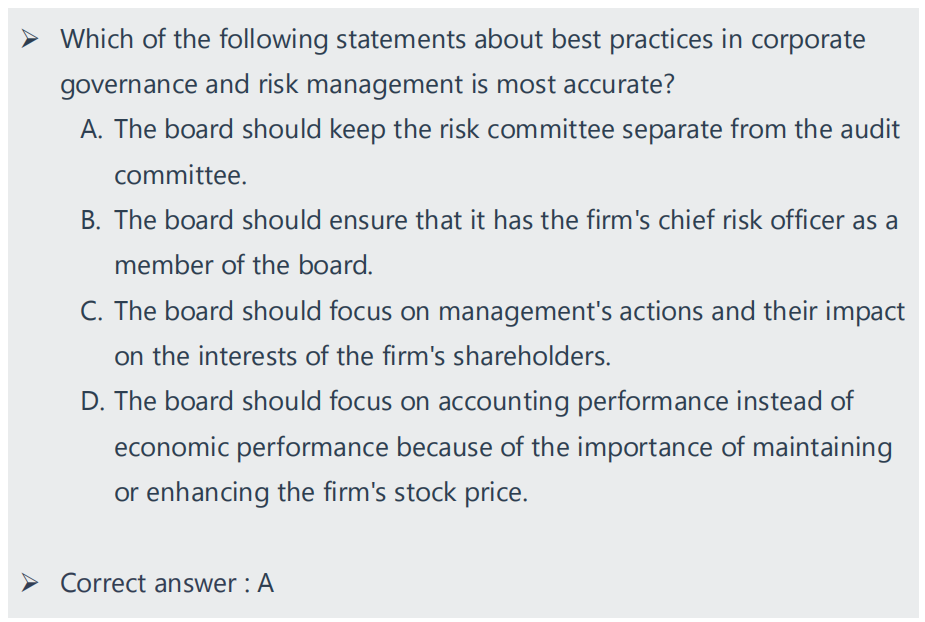 ➢ Which of the following statements about best practices in corporate
governance and risk management is most accurate?
A. The board should keep the risk committee separate from the audit
committee.
B. The board should ensure that it has the firm's chief risk officer as a
member of the board.
C. The board should focus on management's actions and their impact
on the interests of the firm's shareholders.
D. The board should focus on accounting performance instead of
economic performance because of the importance of maintaining
or enhancing the firm's stock price.
➢ Correct answer : A